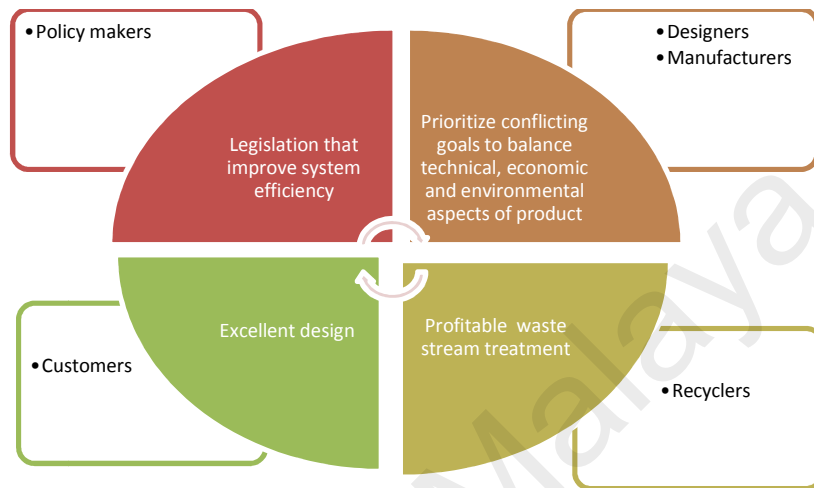 •Policy makers
•Designers
•Manufacturers
Legislation that
improve system
efficiency
Prioritize conflicting
goals to balance
technical, economic
and environmental
aspects of product
Excellent design
Profitable waste
stream treatment
•Customers
•Recyclers
Malaya